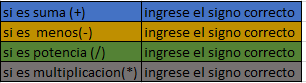 si es suma (+) ingrese el signo correcto
si es  menos(-) ingrese el signo correcto
si es potencia (/) ingrese el signo correcto
si es multiplicacion(*) ingrese el signo correcto